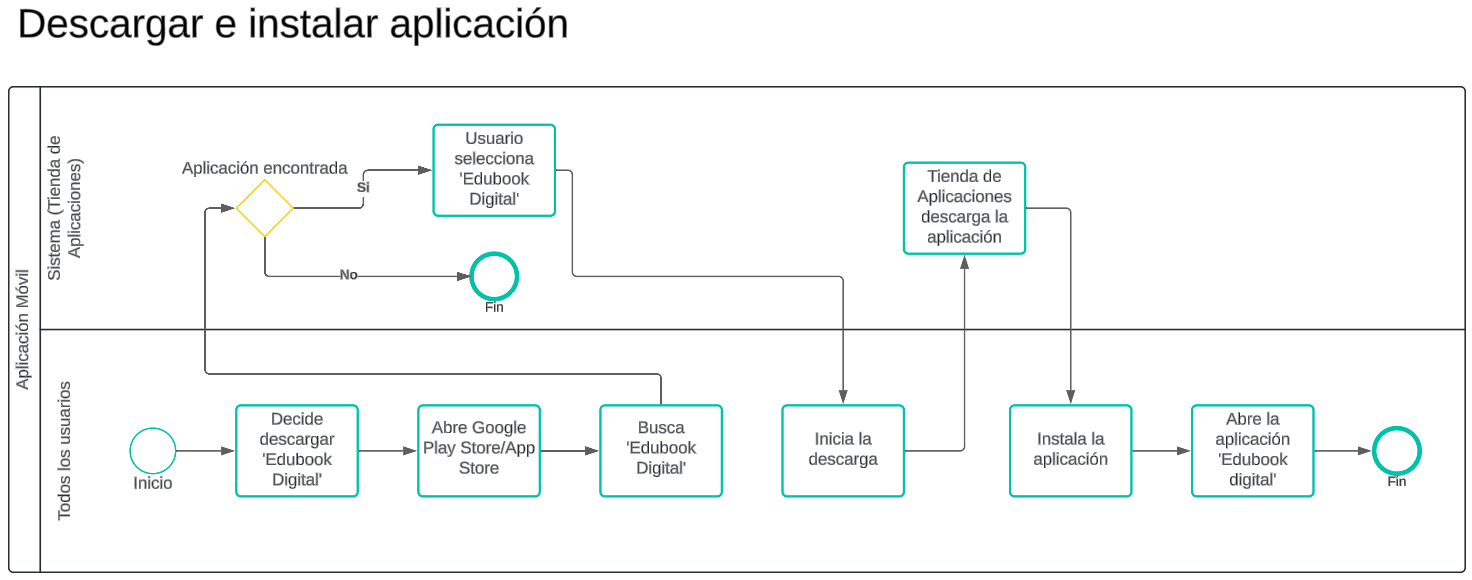 Descargar e instalar aplicación
Aplicación Móvil
Sistema (Tienda de
Aplicaciones)
Aplicación encontrada
Si
No
Usuario
selecciona
'Edubook
Digital'
Fin
Tienda de
Aplicaciones
descarga la
aplicación
Todos los usuarios
Inicio
Decide
descargar
'Edubook
Digital'
Abre Google
Play Store/App
Store
Busca
'Edubook
Digital'
Inicia la
descarga
Instala la
aplicación
Abre la
aplicación
'Edubook
digital'
Fin